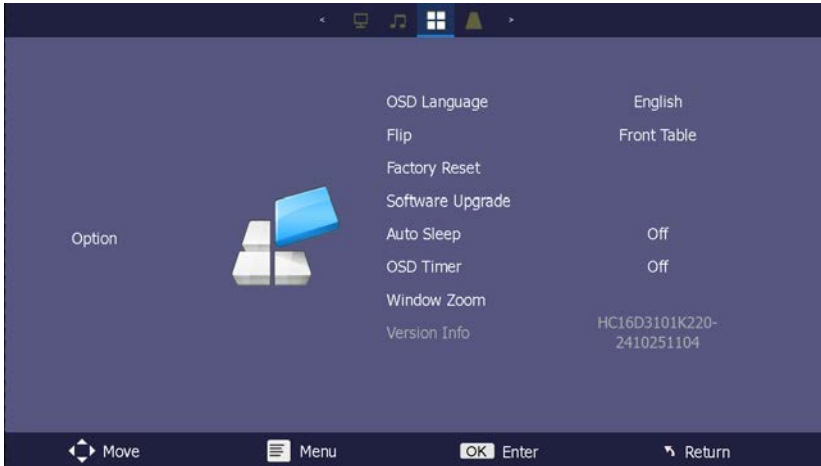 OSD Language English
Flip Front Table
Factory Reset
Software Upgrade
Option
Auto Sleep Off
OSD Timer Off
Window Zoom
Version Info HC16D3101K220-
2410251104
Move Menu OK Enter Return